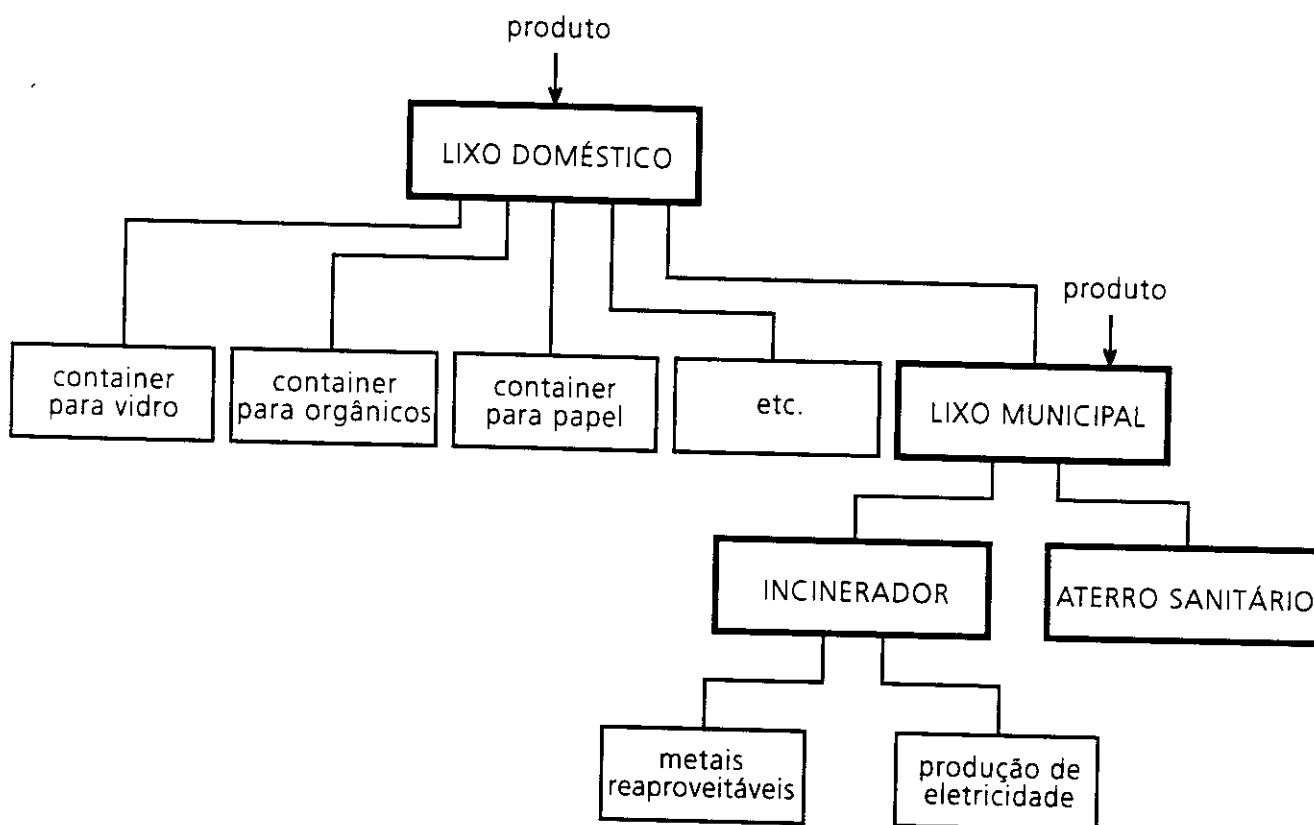 produto
LIXO DOMÉSTICO
produto
container
para vidro
container
para orgânicos
container
para papel
etc.
LIXO MUNICIPAL
INCINERADOR
ATERRO SANITÁRIO
metais
reaproveitáveis
produção de
eletricidade